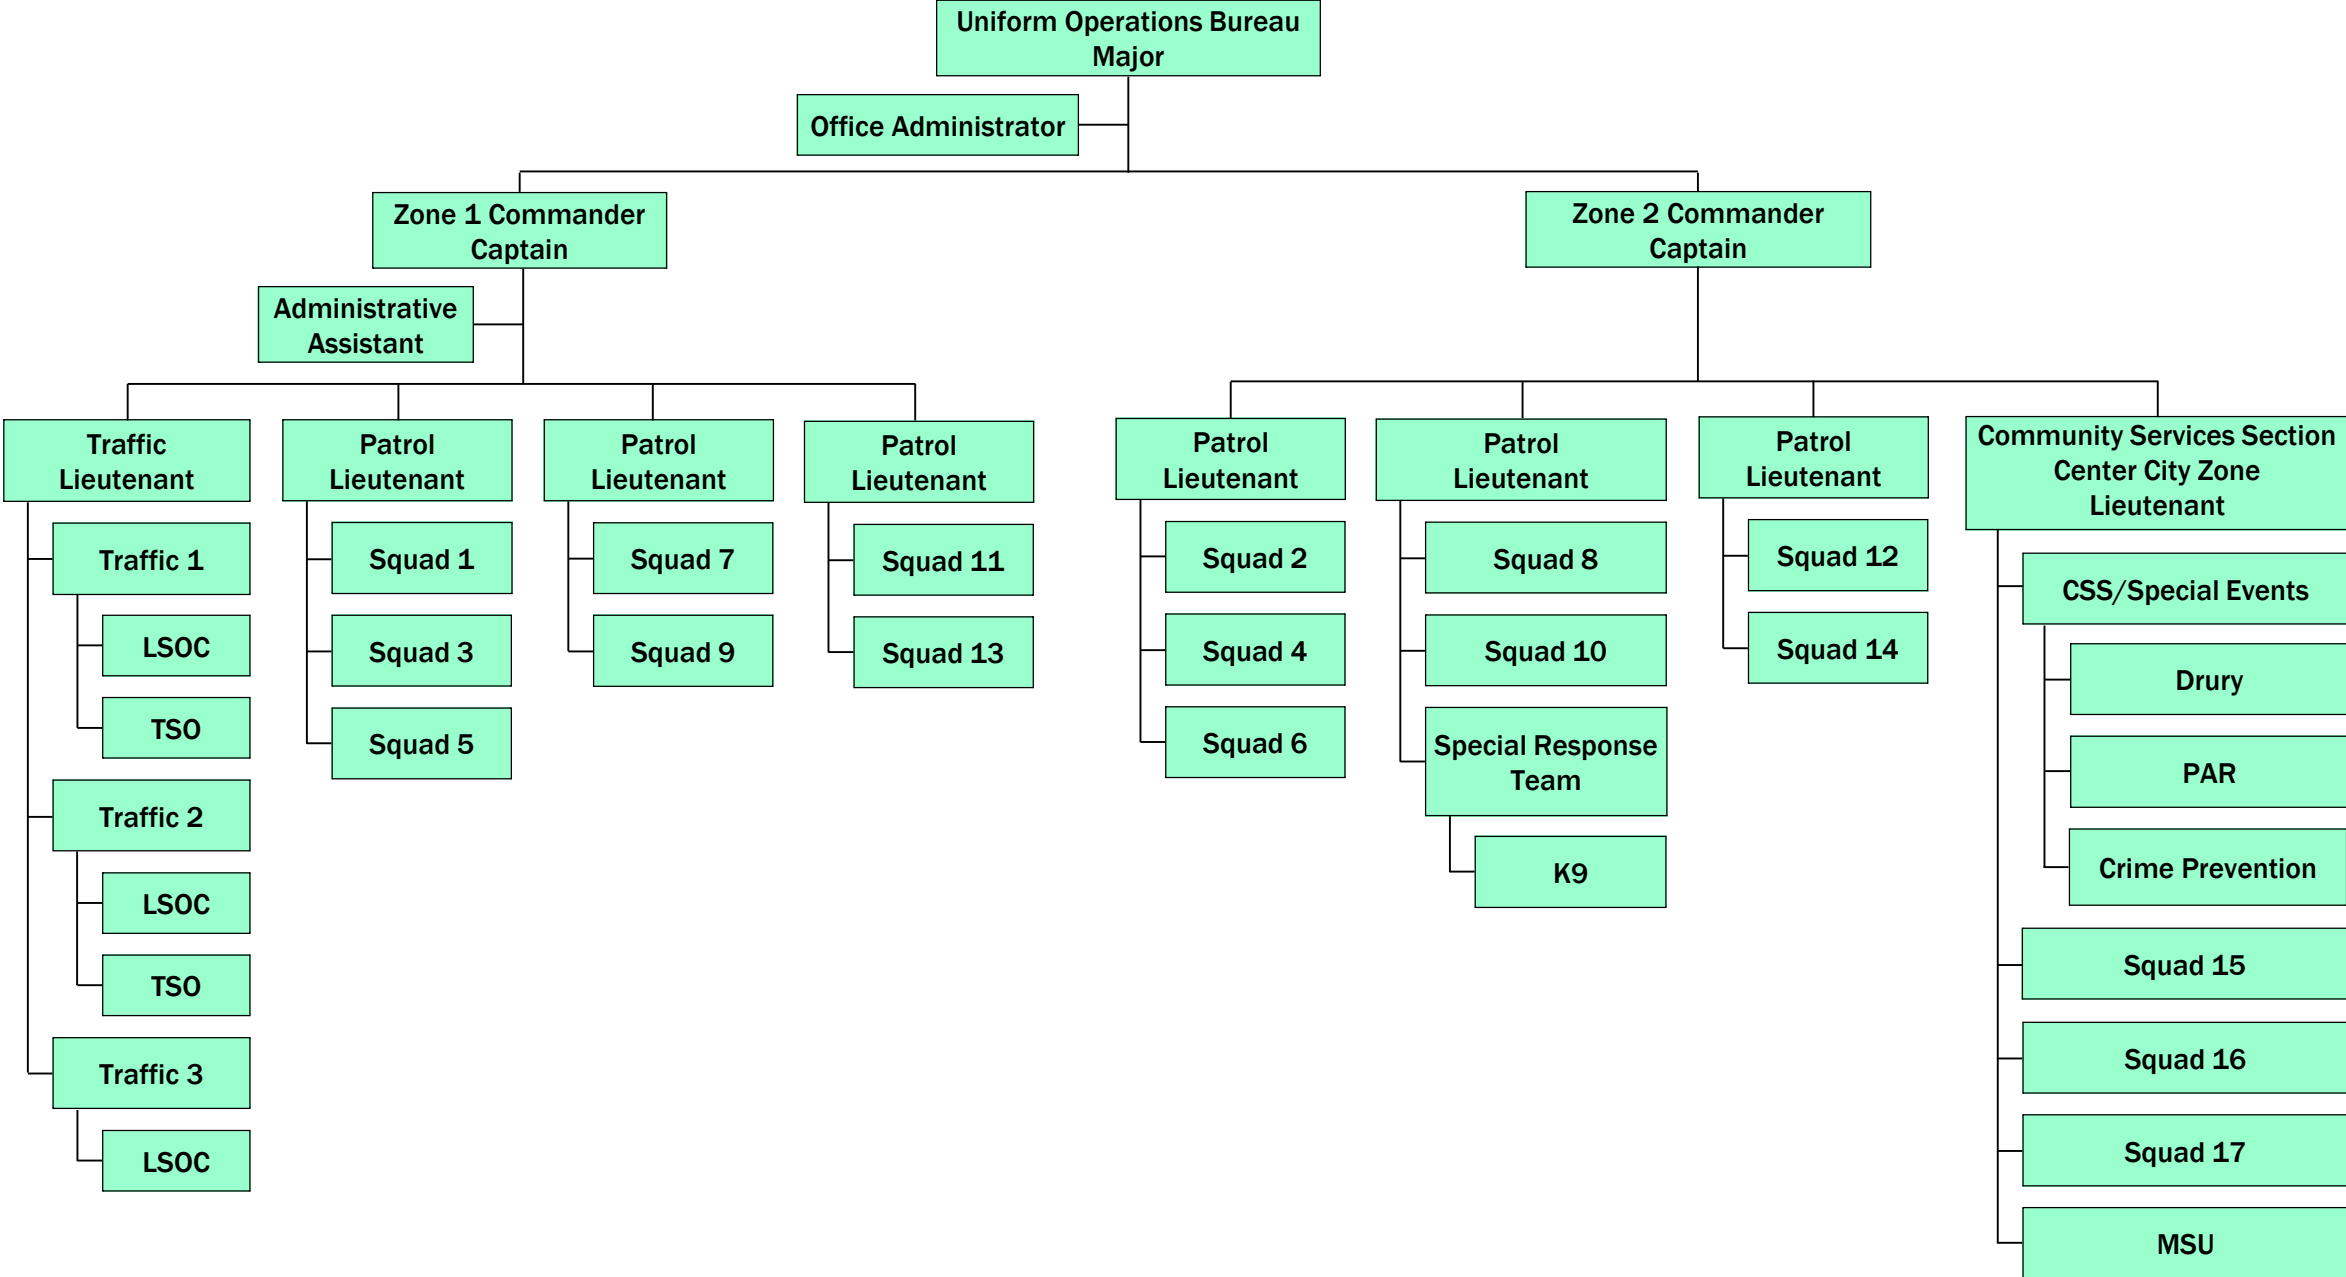 Uniform Operations Bureau
Major
Office Administrator
Zone 1 Commander
Captain
Zone 2 Commander
Captain
Administrative
Assistant
Traffic
Lieutenant
Traffic 1
LSOC
TSO
Traffic 2
LSOC
TSO
Traffic 3
LSOC
Patrol
Lieutenant
Squad 1
Squad 3
Squad 5
Patrol
Lieutenant
Squad 7
Squad 9
Patrol
Lieutenant
Squad 11
Squad 13
Patrol
Lieutenant
Squad 2
Squad 4
Squad 6
Patrol
Lieutenant
Squad 8
Squad 10
Special Response
Team
K9
Patrol
Lieutenant
Squad 12
Squad 14
Community Services Section
Center City Zone
Lieutenant
CSS/Special Events
Drury
PAR
Crime Prevention
Squad 15
Squad 16
Squad 17
MSU